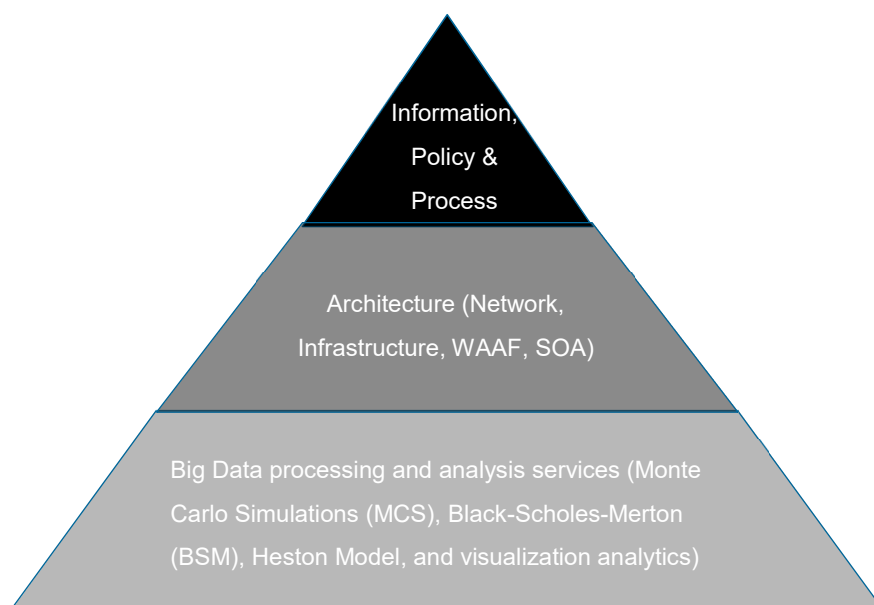 Information,
Policy &
Process
Architecture (Network,
Infrastructure, WAAF, SOA)
Big Data processing and analysis services (Monte
Carlo Simulations (MCS), Black-Scholes-Merton
(BSM), Heston Model, and visualization analytics)